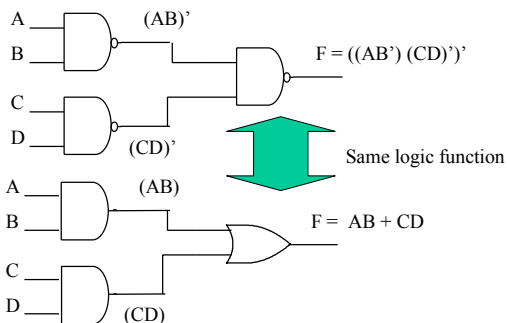 A
(AB)’
B
F = ((AB’) (CD)’)’
C
D
(CD)’
Same logic function
A
(AB)
B
F = AB + CD
C
D
(CD)